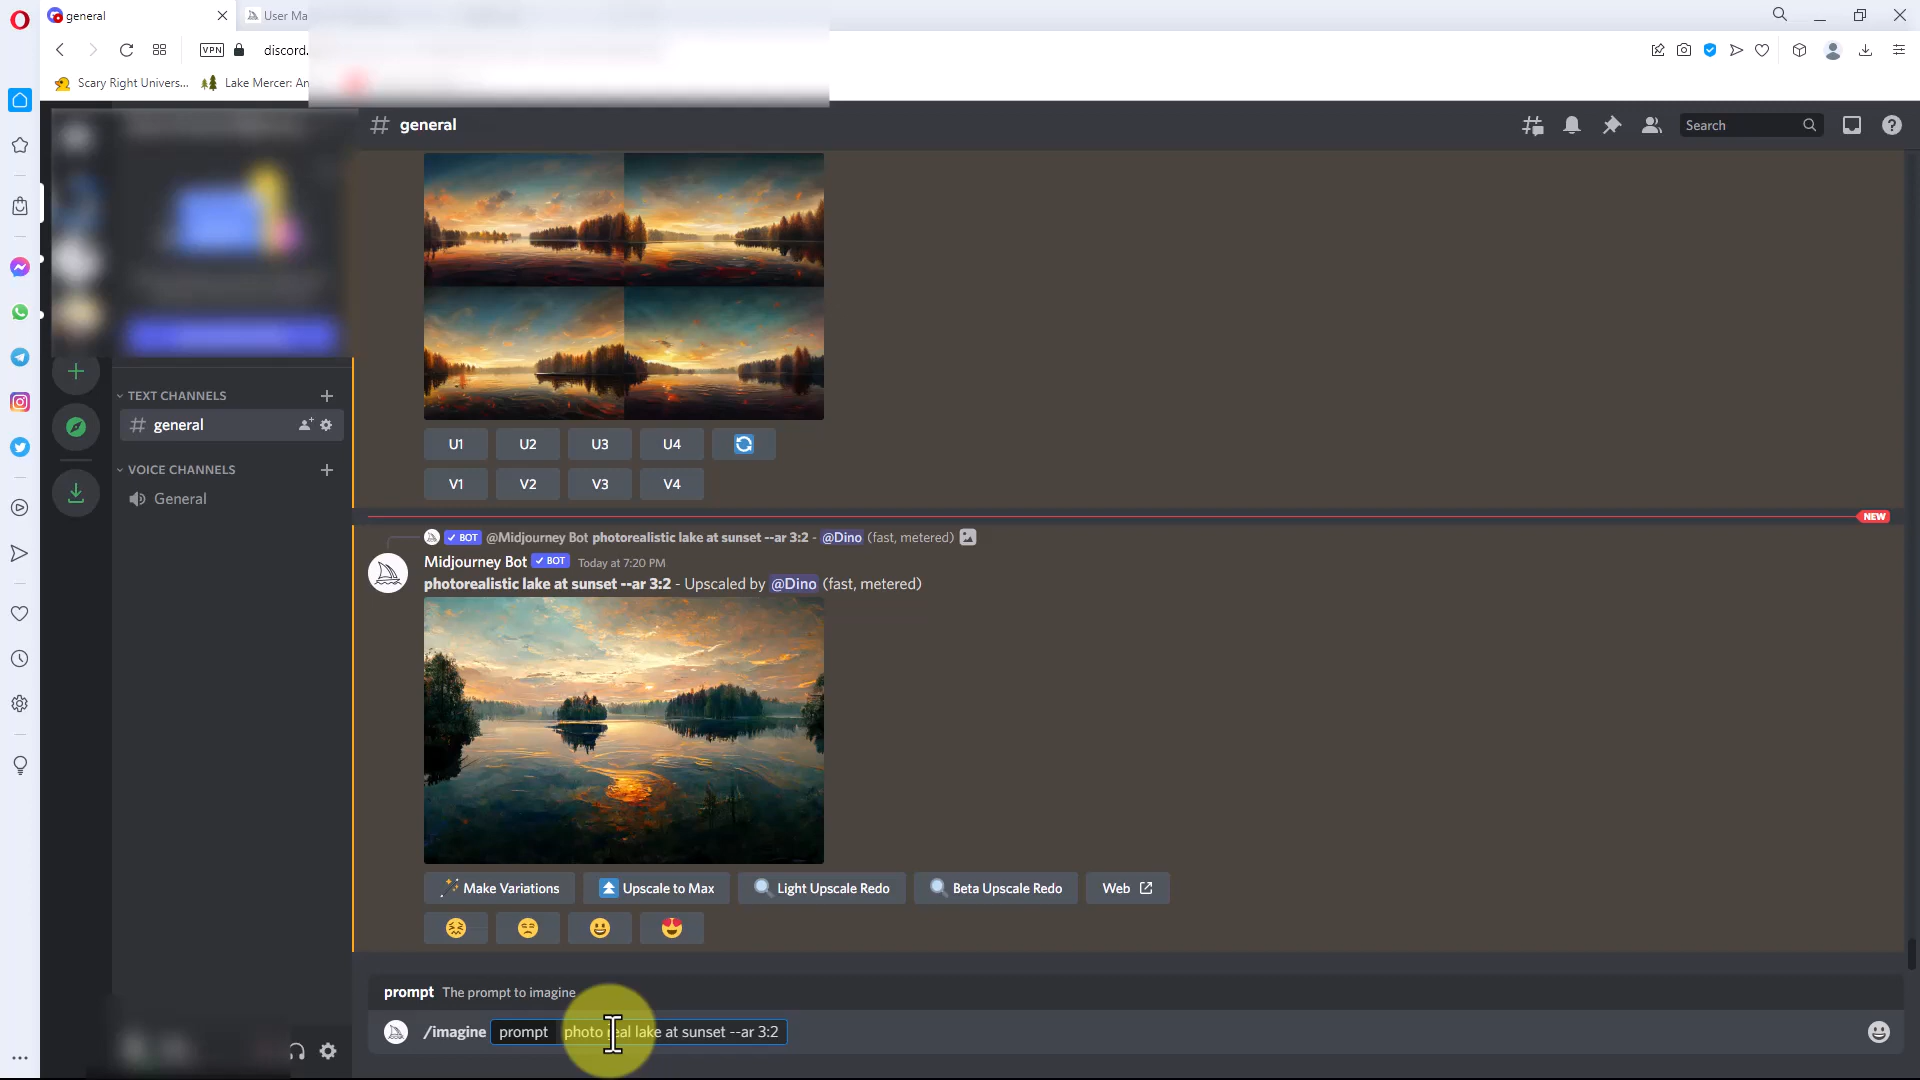 general
User Ma
VPN
discord.
Scary Right Univers...
Lake Mercer: An
general
Search
TEXT CHANNELS
general
VOICE CHANNELS
General
U1 U2 U3 U4
V1 V2 V3 V4
NEW
✓ BOT @Midjourney Bot photorealistic lake at sunset --ar 3:2 - @Dino (fast, metered)
Midjourney Bot ✓ BOT Today at 7:20 PM
photorealistic lake at sunset --ar 3:2 - Upscaled by @Dino (fast, metered)
Make Variations Upscale to Max Light Upscale Redo Beta Upscale Redo Web
prompt The prompt to imagine
/imagine prompt photo real lake at sunset --ar 3:2